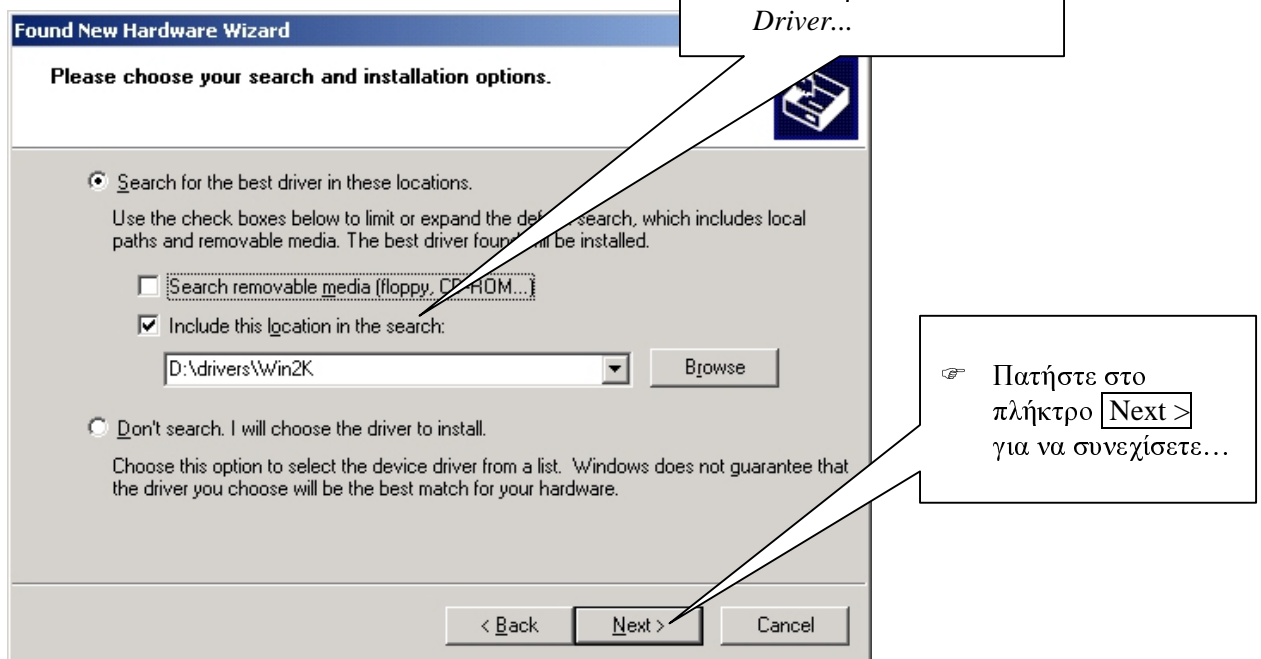 Driver...
Found New Hardware Wizard
Please choose your search and installation options.
Search for the best driver in these locations.
Use the check boxes below to limit or expand the search, which includes local
paths and removable media. The best driver found will be installed.
Search removable media (floppy, CD-ROM...)
Include this location in the search:
D:\drivers\Win2K
Browse
☞ Πατήστε στο
πλήκτρο Next >
για να συνεχίσετε…
Don't search. I will choose the driver to install.
Choose this option to select the device driver from a list. Windows does not guarantee that
the driver you choose will be the best match for your hardware.
< Back
Next >
Cancel